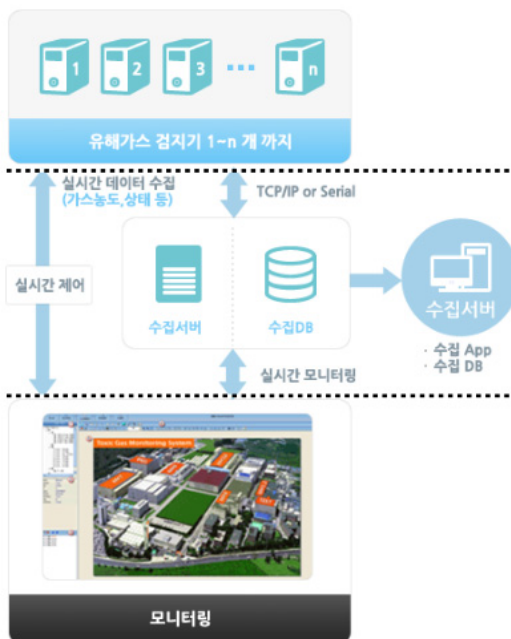 1
2
3
...
n
유해가스 검지기 1~n 개 까지
실시간 데이터 수집
(가스농도,상태 등)
TCP/IP or Serial
실시간 제어
수집서버
수집DB
수집서버
· 수집 App
· 수집 DB
실시간 모니터링
Toxic Gas Monitoring System
모니터링